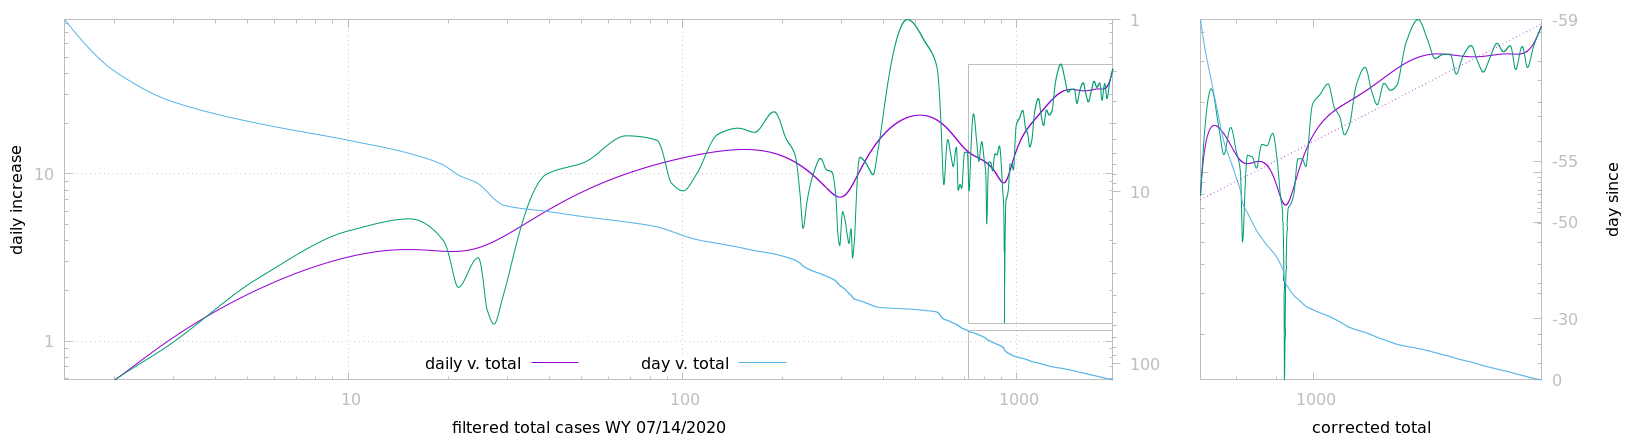 1
-59
daily increase
10
1
10
100
daily v. total
day v. total
10
100
1000
filtered total cases WY 07/14/2020
-55
-50
-30
0
day since
1000
corrected total